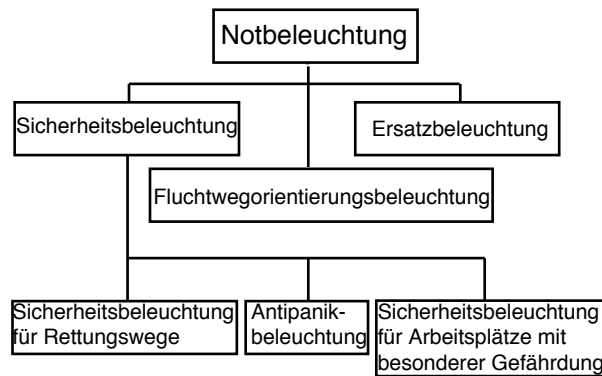 Notbeleuchtung
Sicherheitsbeleuchtung
Ersatzbeleuchtung
Fluchtwegorientierungsbeleuchtung
Sicherheitsbeleuchtung
für Rettungswege
Antipanik-
beleuchtung
Sicherheitsbeleuchtung
für Arbeitsplätze mit
besonderer Gefährdung